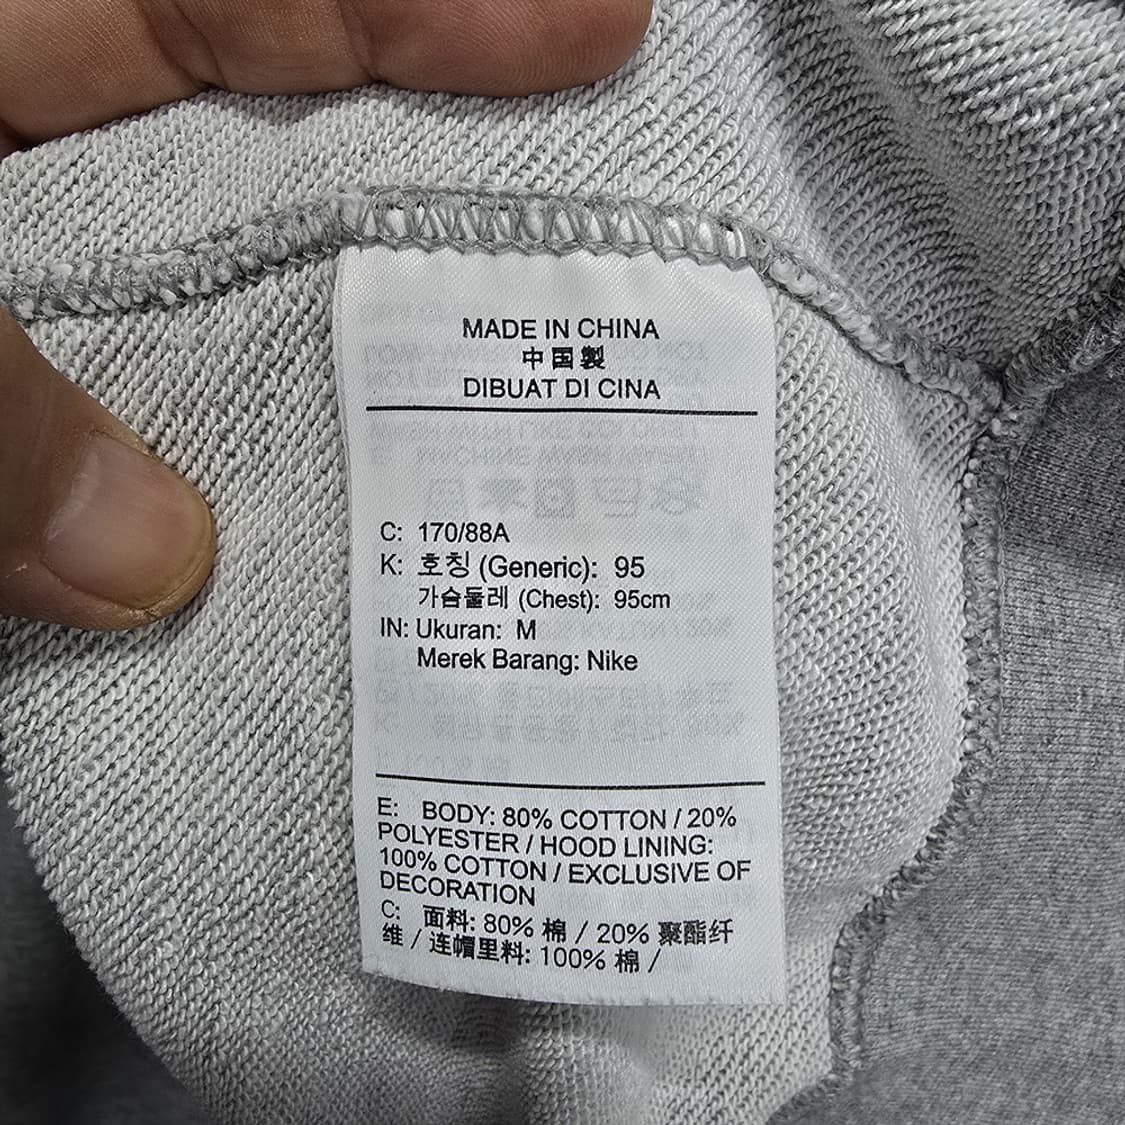 MADE IN CHINA
中国製
DIBUAT DI CINA
C: 170/88A
K: 호칭 (Generic): 95
가슴둘레 (Chest): 95cm
IN: Ukuran: M
Merek Barang: Nike
E: BODY: 80% COTTON / 20%
POLYESTER / HOOD LINING:
100% COTTON / EXCLUSIVE OF
DECORATION
C: 面料: 80% 棉 / 20% 聚酯纤
维 / 连帽里料: 100% 棉 /